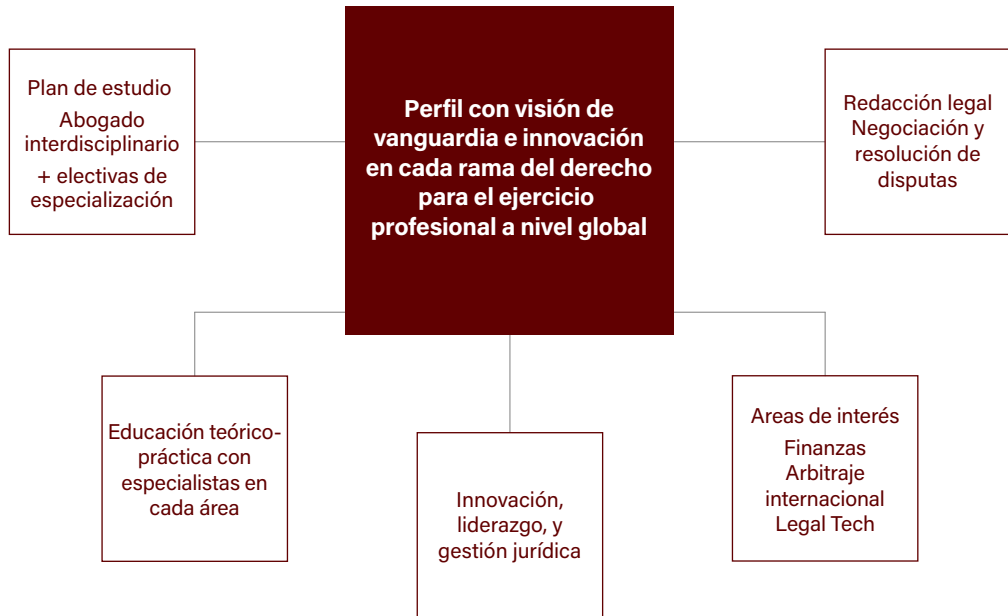 Plan de estudio
Abogado
interdisciplinario
+ electivas de
especialización
Perfil con visión de
vanguardia e innovación
en cada rama del derecho
para el ejercicio
profesional a nivel global
Redacción legal
Negociación y
resolución de
disputas
Educación teórico-
práctica con
especialistas en
cada área
Innovación,
liderazgo, y
gestión jurídica
Areas de interés
Finanzas
Arbitraje
internacional
Legal Tech